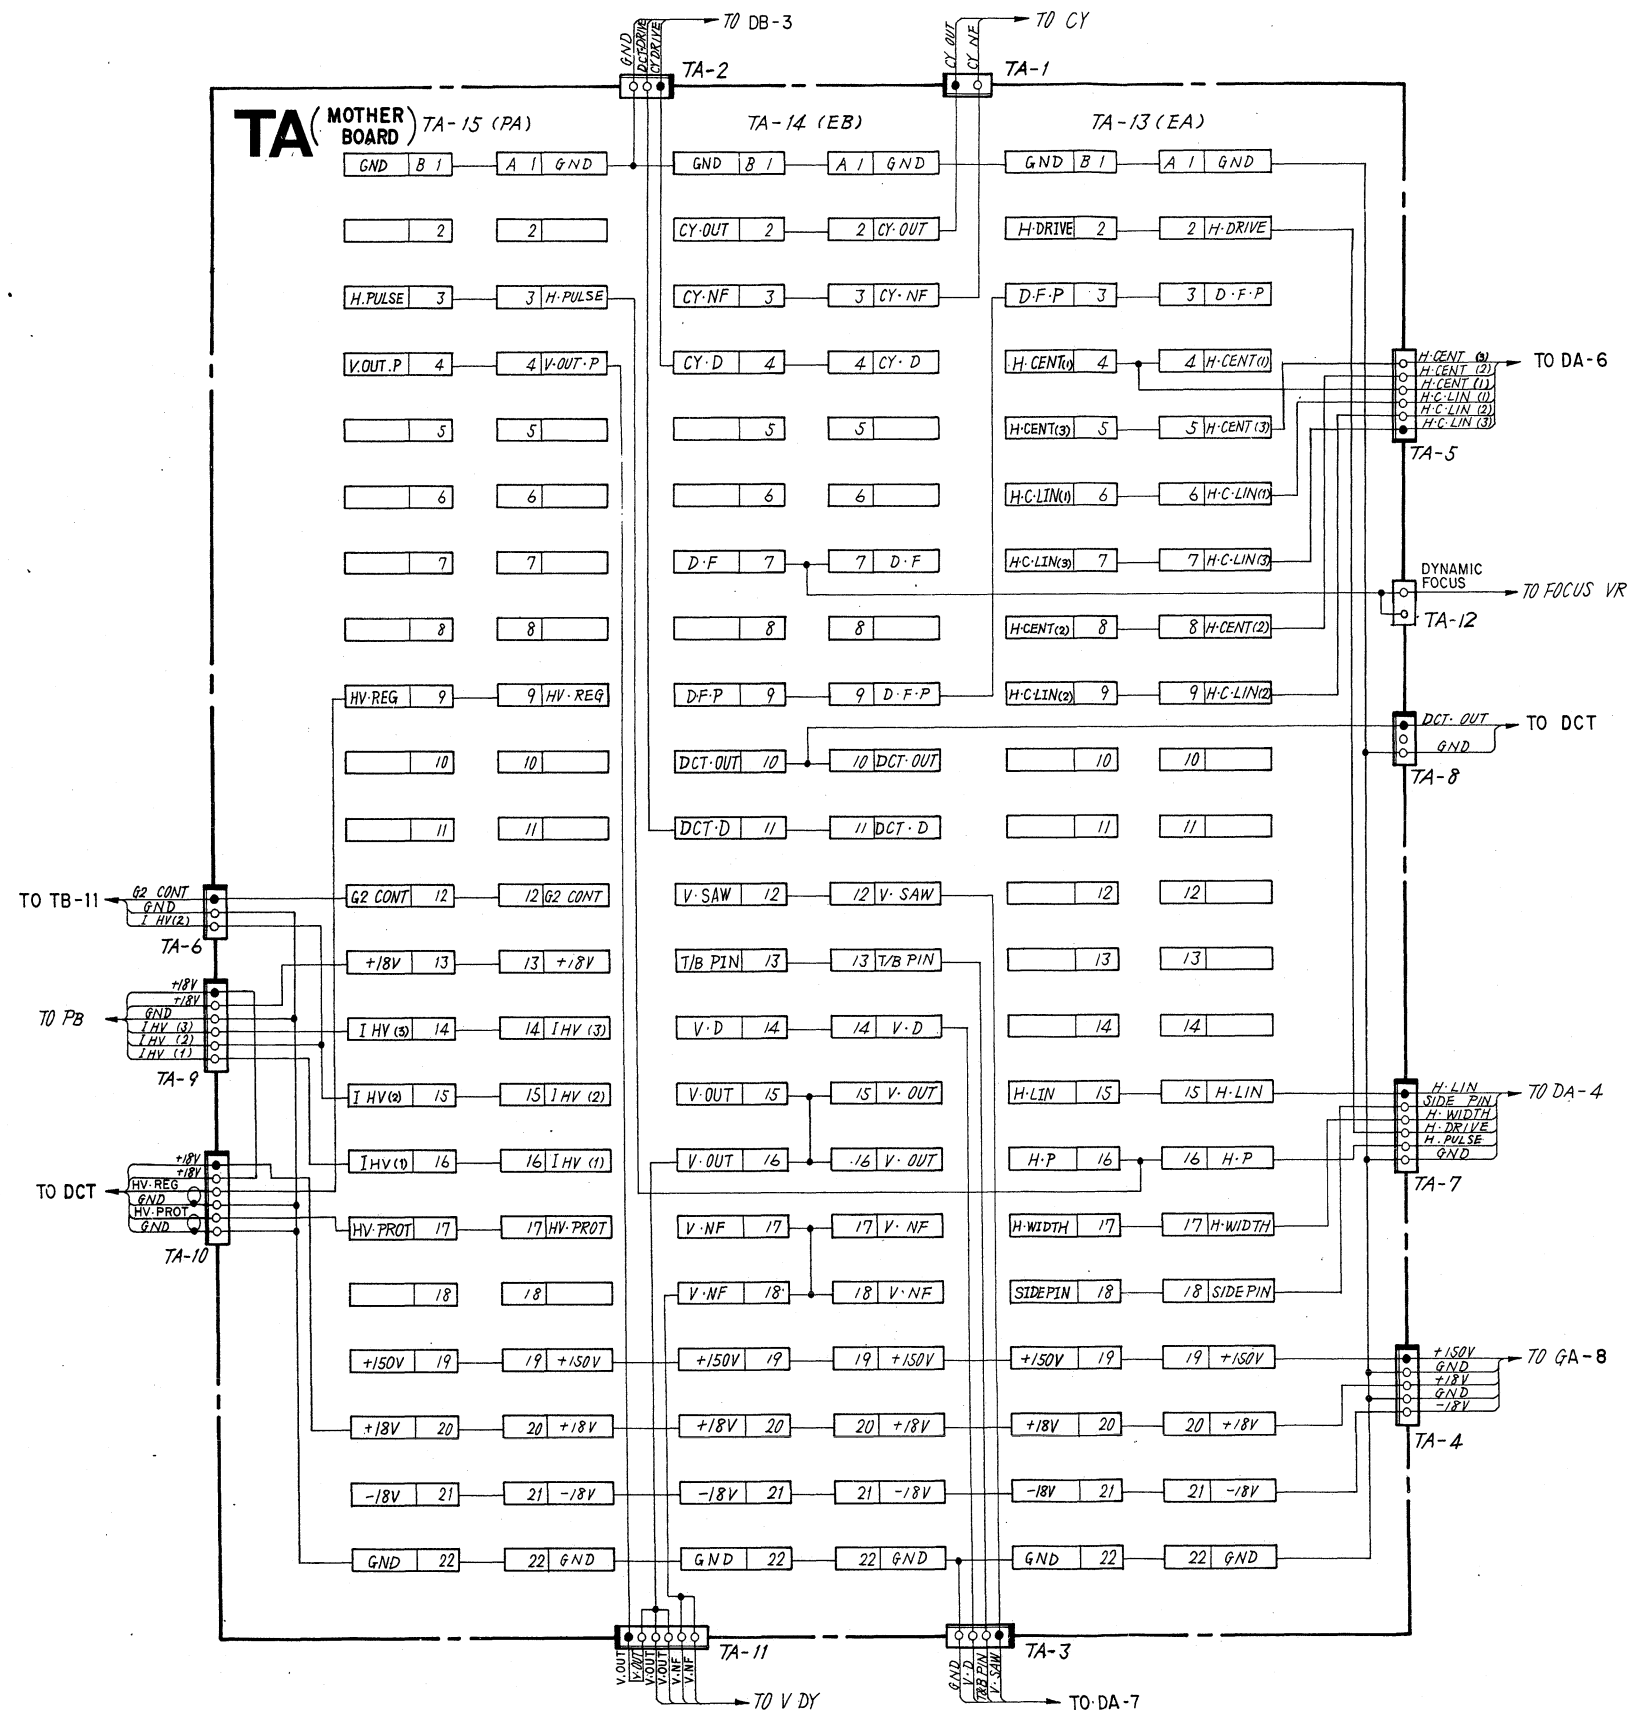 TO DB-3
TO CY
GND
DCT·DRIVE
CY DRIVE
CY OUT
CY NF
TA-2
TA-1
TA (MOTHER BOARD)
TA-15 (PA)
TA-14 (EB)
TA-13 (EA)
GND B 1 A 1 GND GND B 1 A 1 GND GND B 1 A 1 GND
2 2 CY·OUT 2 2 CY·OUT H·DRIVE 2 2 H·DRIVE
H.PULSE 3 3 H·PULSE CY·NF 3 3 CY·NF D·F·P 3 3 D·F·P
V.OUT.P 4 4 V·OUT·P CY·D 4 4 CY·D H·CENT(1) 4 4 H·CENT(1)
5 5 5 5 H·CENT(3) 5 5 H·CENT(3)
6 6 6 6 H·C·LIN(1) 6 6 H·C·LIN(1)
7 7 D·F 7 7 D·F H·C·LIN(3) 7 7 H·C·LIN(3)
8 8 8 8 H·CENT(2) 8 8 H·CENT(2)
HV·REG 9 9 HV·REG D·F·P 9 9 D·F·P H·C·LIN(2) 9 9 H·C·LIN(2)
10 10 DCT·OUT 10 10 DCT·OUT 10 10
11 11 DCT·D 11 11 DCT·D 11 11
G2 CONT 12 12 G2 CONT V·SAW 12 12 V·SAW 12 12
+18V 13 13 +18V T/B PIN 13 13 T/B PIN 13 13
I HV (3) 14 14 I HV (3) V·D 14 14 V·D 14 14
I HV(2) 15 15 I HV (2) V·OUT 15 15 V·OUT H·LIN 15 15 H·LIN
I HV(1) 16 16 I HV (1) V·OUT 16 16 V·OUT H·P 16 16 H·P
HV·PROT 17 17 HV·PROT V·NF 17 17 V·NF H·WIDTH 17 17 H·WIDTH
18 18 V·NF 18 18 V·NF SIDEPIN 18 18 SIDEPIN
+150V 19 19 +150V +150V 19 19 +150V +150V 19 19 +150V
+18V 20 20 +18V +18V 20 20 +18V +18V 20 20 +18V
-18V 21 21 -18V -18V 21 21 -18V -18V 21 21 -18V
GND 22 22 GND GND 22 22 GND GND 22 22 GND
H·CENT (3)
H·CENT (2)
H·CENT (1)
H·C·LIN (1)
H·C·LIN (2)
H·C·LIN (3)
TO DA-6
TA-5
DYNAMIC
FOCUS
TO FOCUS VR
TA-12
DCT·OUT
GND
TO DCT
TA-8
H·LIN
SIDE PIN
H·WIDTH
H·DRIVE
H.PULSE
GND
TO DA-4
TA-7
+150V
GND
+18V
GND
-18V
TO GA-8
TA-4
TO TB-11
G2 CONT
GND
I HV(2)
TA-6
TO PB
+18V
+18V
GND
IHV (3)
IHV (2)
IHV (1)
TA-9
TO DCT
+18V
+18V
HV·REG
GND
HV·PROT
GND
TA-10
V.OUT
V·OUT
V·OUT
V·OUT
V·NF
V·NF
TA-11
TO V DY
GND
V·D
T&B PIN
V·SAW
TA-3
TO DA-7